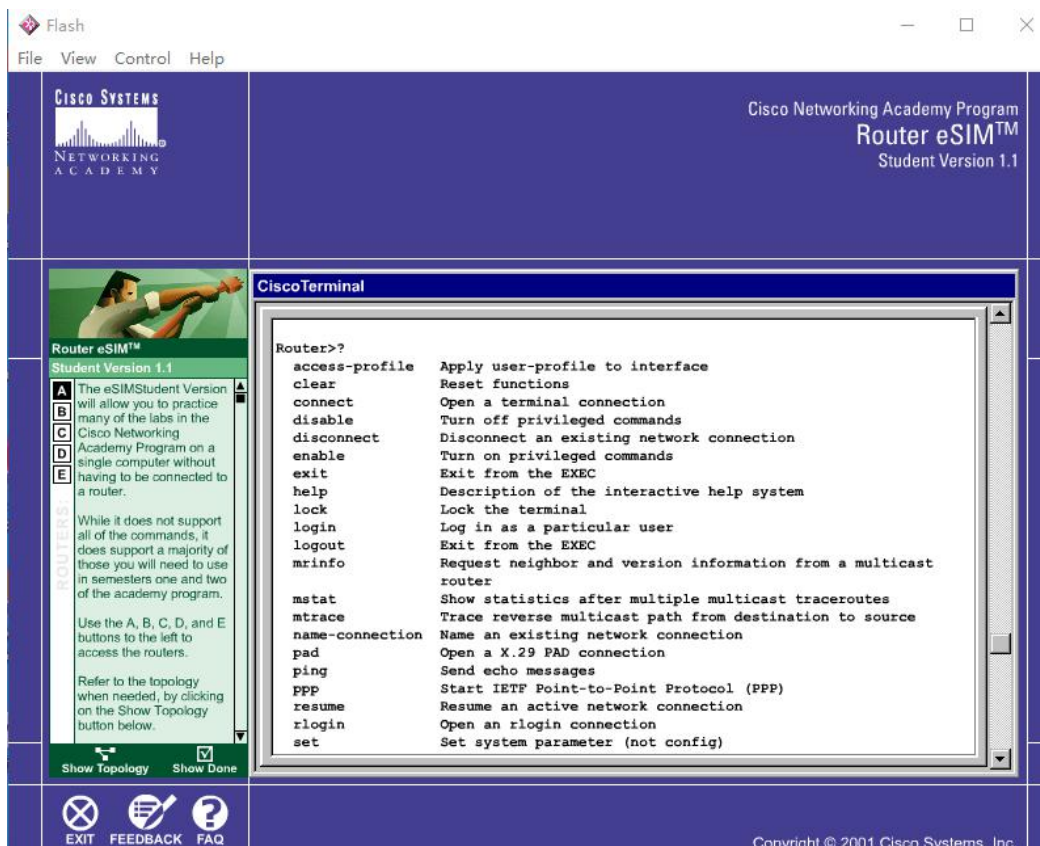 Flash
File View Control Help
CISCO SYSTEMS
NETWORKING
ACADEMY
Cisco Networking Academy Program
Router eSIM™
Student Version 1.1
Router eSIM™
Student Version 1.1
A
B
C
D
E
ROUTERS:
The eSIMStudent Version
will allow you to practice
many of the labs in the
Cisco Networking
Academy Program on a
single computer without
having to be connected to
a router.
While it does not support
all of the commands, it
does support a majority of
those you will need to use
in semesters one and two
of the academy program.
Use the A, B, C, D, and E
buttons to the left to
access the routers.
Refer to the topology
when needed, by clicking
on the Show Topology
button below.
Show Topology Show Done
CiscoTerminal
Router>?
access-profile Apply user-profile to interface
clear Reset functions
connect Open a terminal connection
disable Turn off privileged commands
disconnect Disconnect an existing network connection
enable Turn on privileged commands
exit Exit from the EXEC
help Description of the interactive help system
lock Lock the terminal
login Log in as a particular user
logout Exit from the EXEC
mrinfo Request neighbor and version information from a multicast
router
mstat Show statistics after multiple multicast traceroutes
mtrace Trace reverse multicast path from destination to source
name-connection Name an existing network connection
pad Open a X.29 PAD connection
ping Send echo messages
ppp Start IETF Point-to-Point Protocol (PPP)
resume Resume an active network connection
rlogin Open an rlogin connection
set Set system parameter (not config)
EXIT FEEDBACK FAQ
Copyright © 2001 Cisco Systems, Inc.